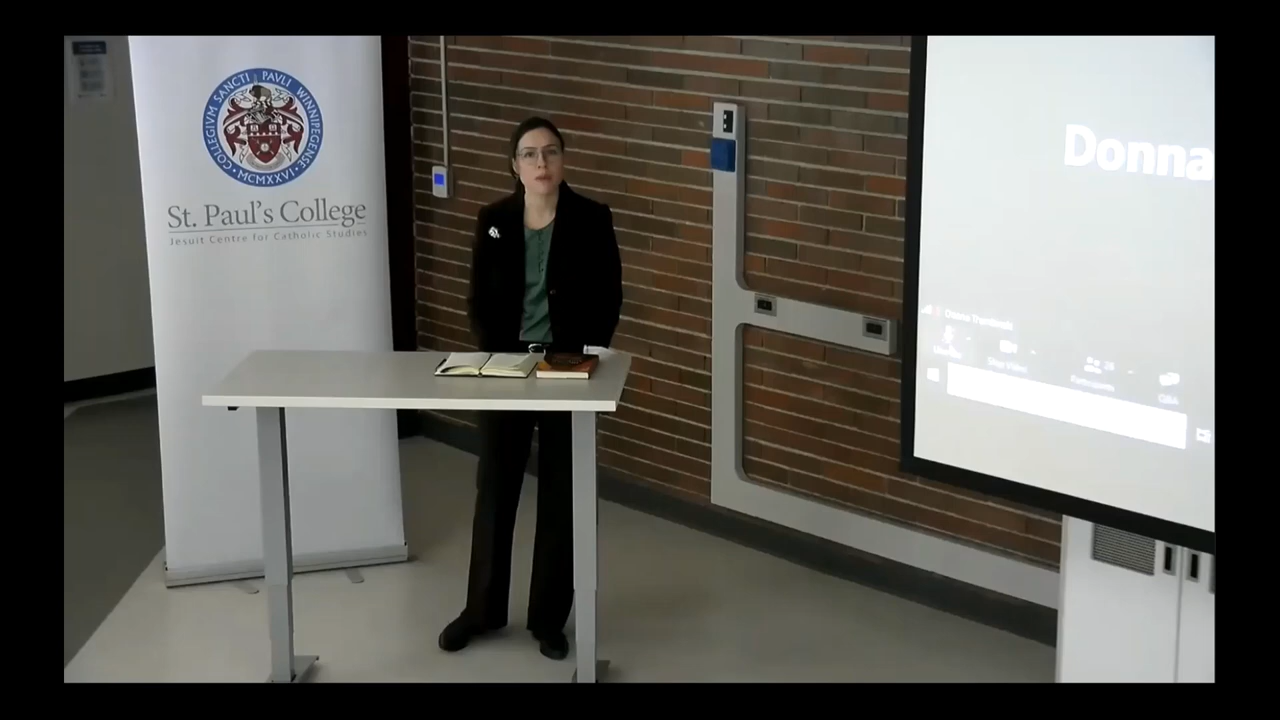 COLLEGIVM SANCTI PAVLI WINNIPEGENSE
· MCMXXVI ·
St. Paul's College
Jesuit Centre for Catholic Studies
Donna
Q&A